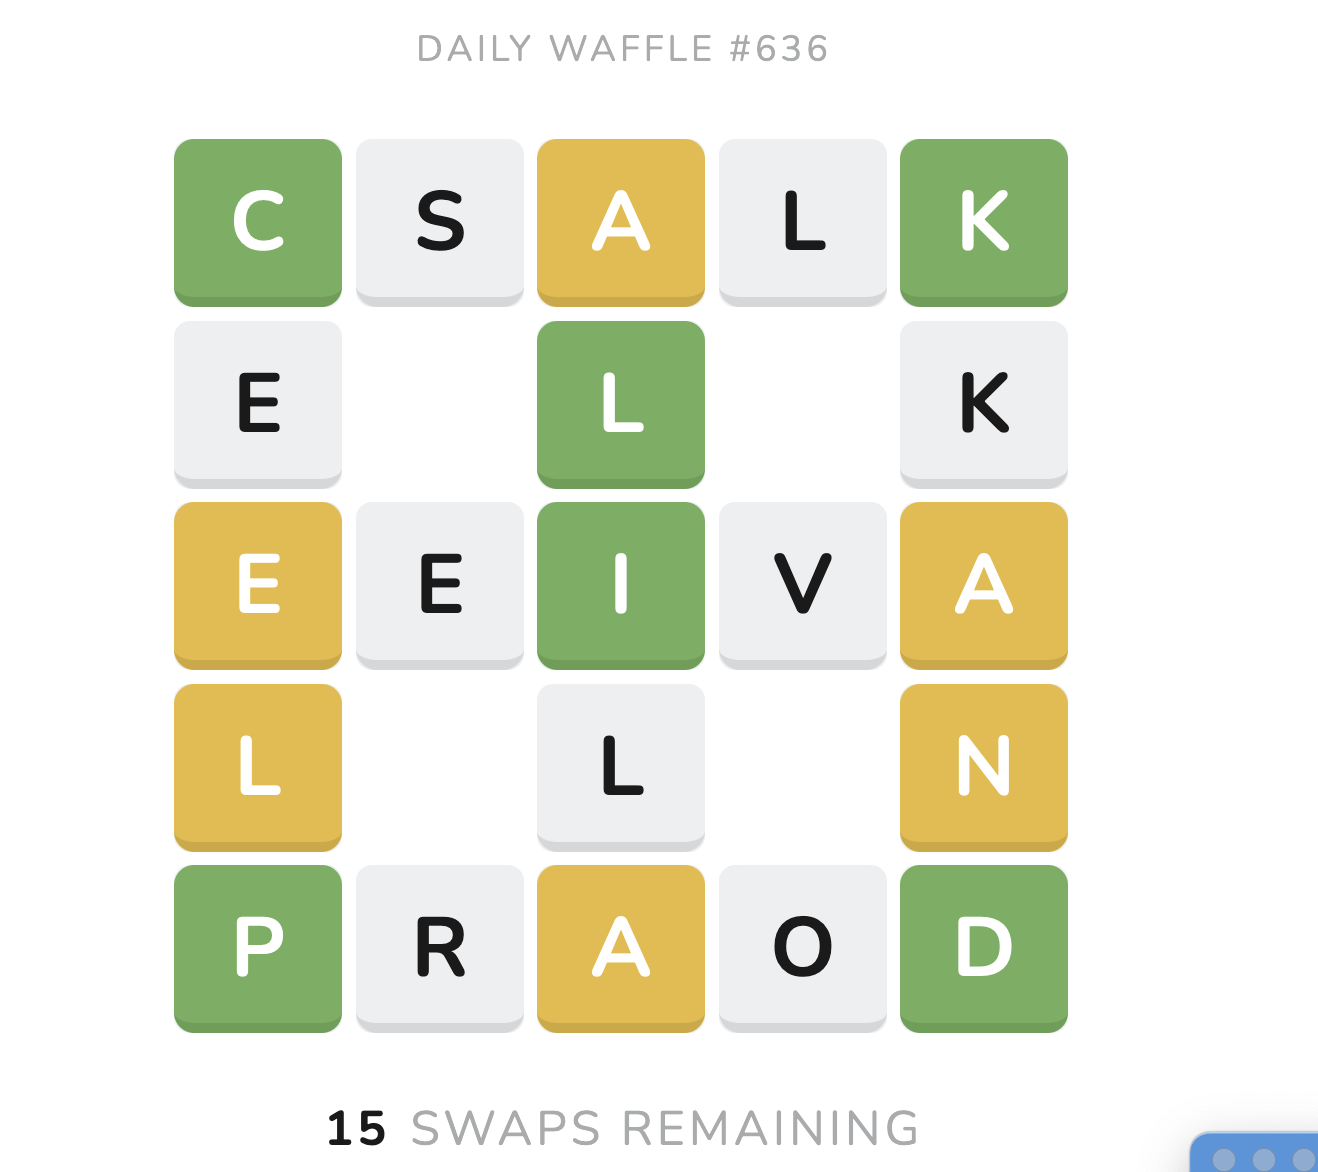 DAILY WAFFLE #636
C S A L K
E L K
E E I V A
L L N
P R A O D
15 SWAPS REMAINING